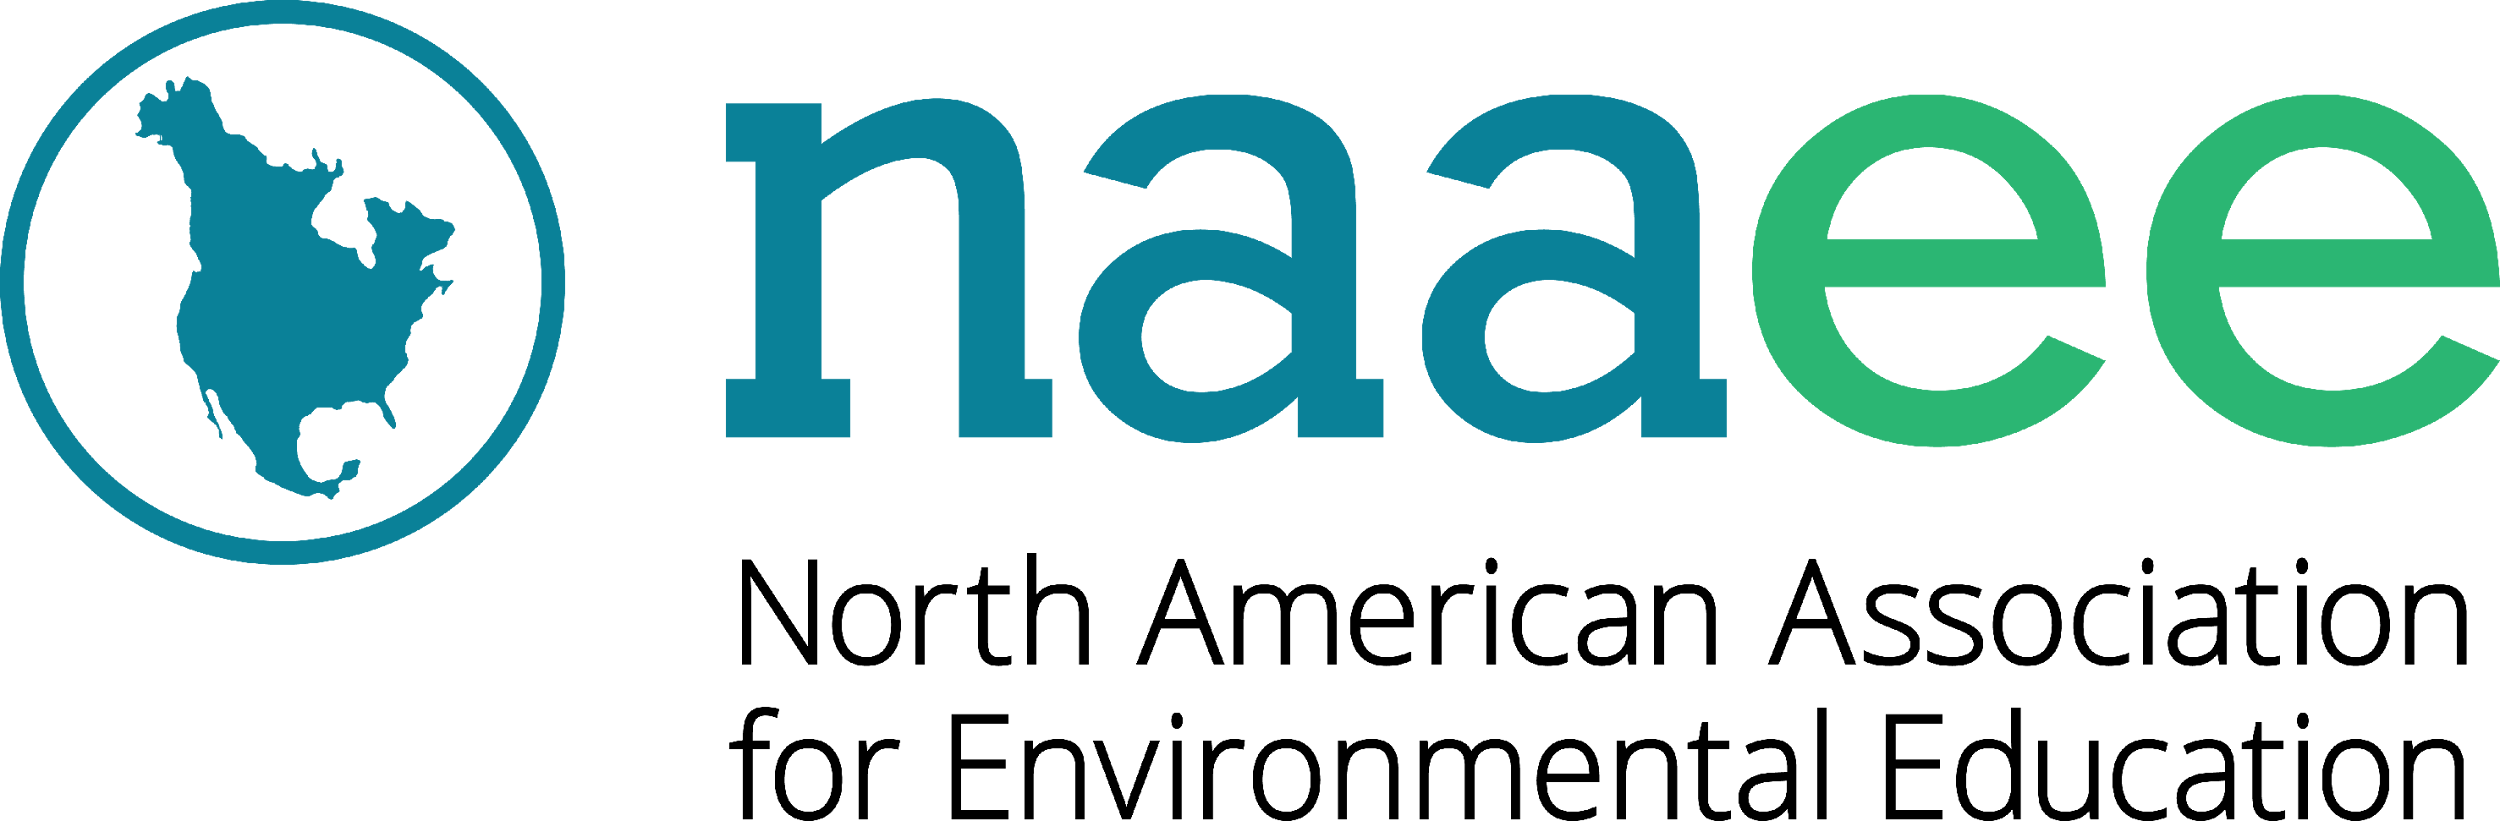 naaee
North American Association
for Environmental Education